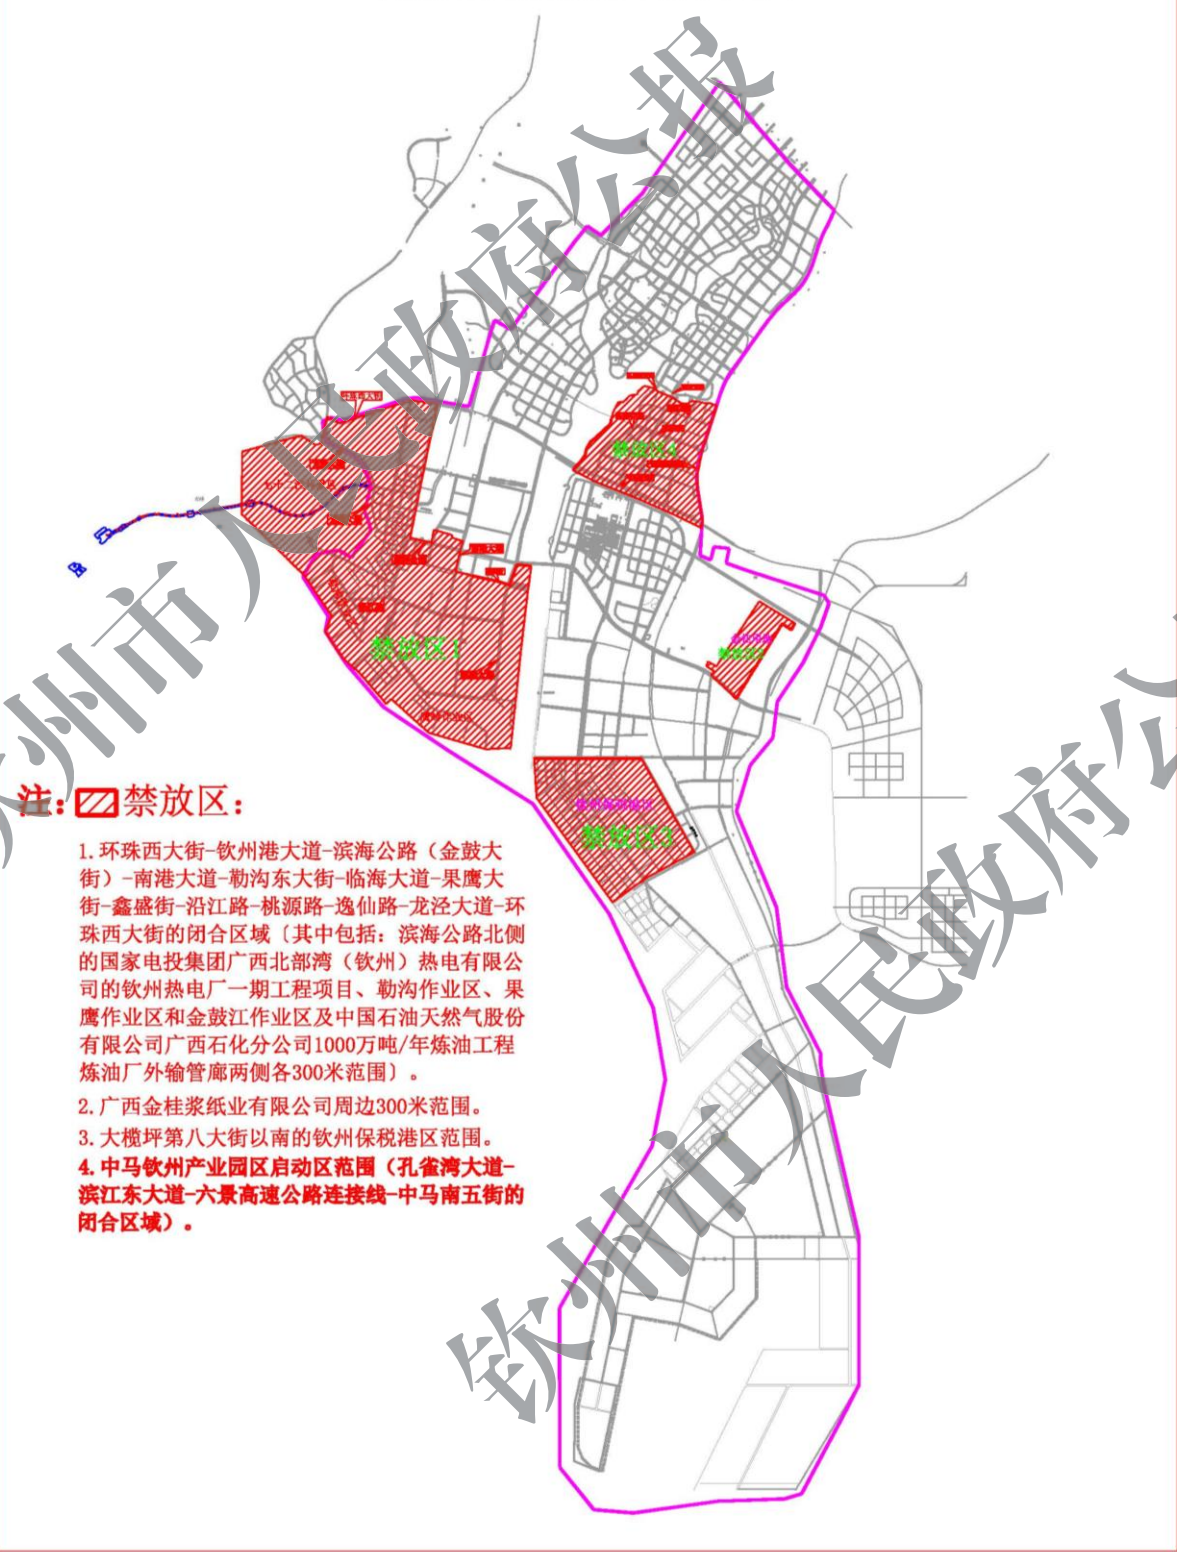 钦州市人民政府公报
禁放区4
禁放区1
禁放区2
钦州保税港区
禁放区3
注：禁放区：
1.环珠西大街-钦州港大道-滨海公路（金鼓大
街）-南港大道-勒沟东大街-临海大道-果鹰大
街-鑫盛街-沿江路-桃源路-逸仙路-龙泾大道-环
珠西大街的闭合区域〔其中包括：滨海公路北侧
的国家电投集团广西北部湾（钦州）热电有限公
司的钦州热电厂一期工程项目、勒沟作业区、果
鹰作业区和金鼓江作业区及中国石油天然气股份
有限公司广西石化分公司1000万吨/年炼油工程
炼油厂外输管廊两侧各300米范围〕。
2.广西金桂浆纸业有限公司周边300米范围。
3.大榄坪第八大街以南的钦州保税港区范围。
4.中马钦州产业园区启动区范围（孔雀湾大道-
滨江东大道-六景高速公路连接线-中马南五街的
闭合区域）。
钦州市人民政府公